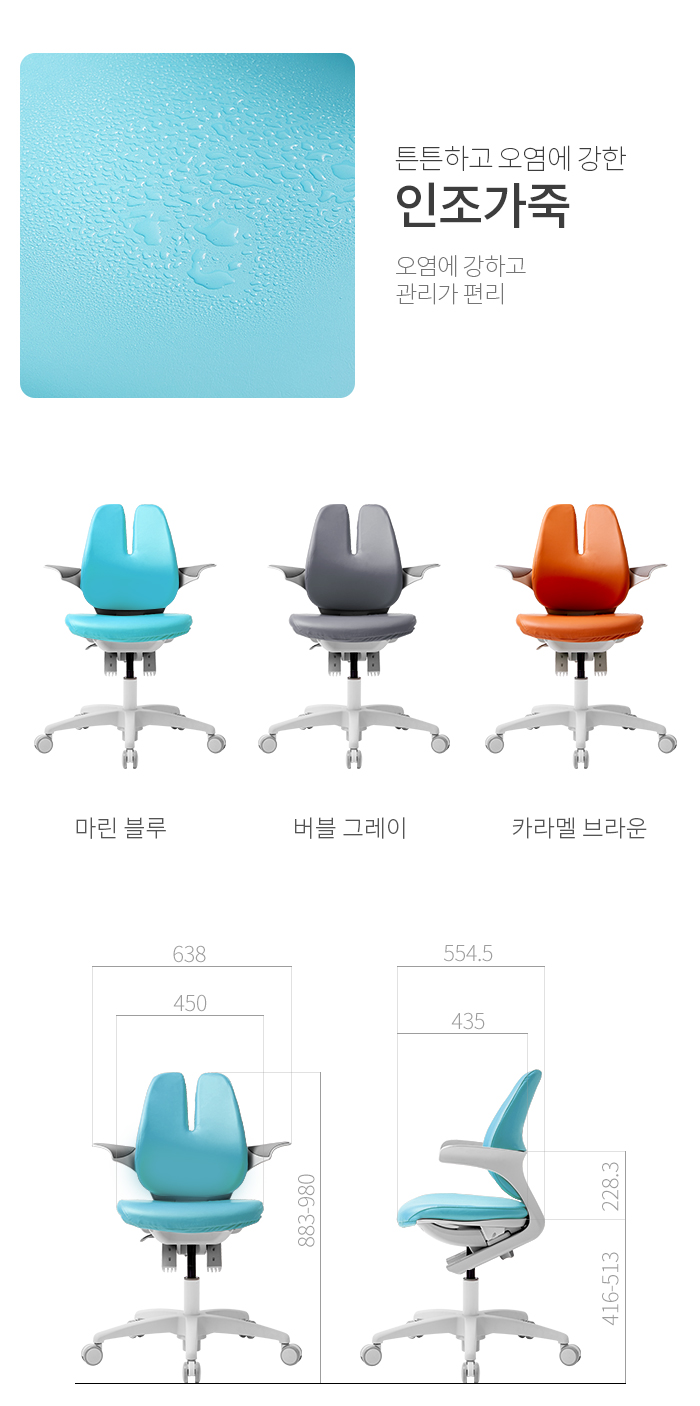 튼튼하고 오염에 강한
인조가죽
오염에 강하고
관리가 편리
마린 블루
버블 그레이
카라멜 브라운
638
554.5
450
435
883-980
228.3
416-513